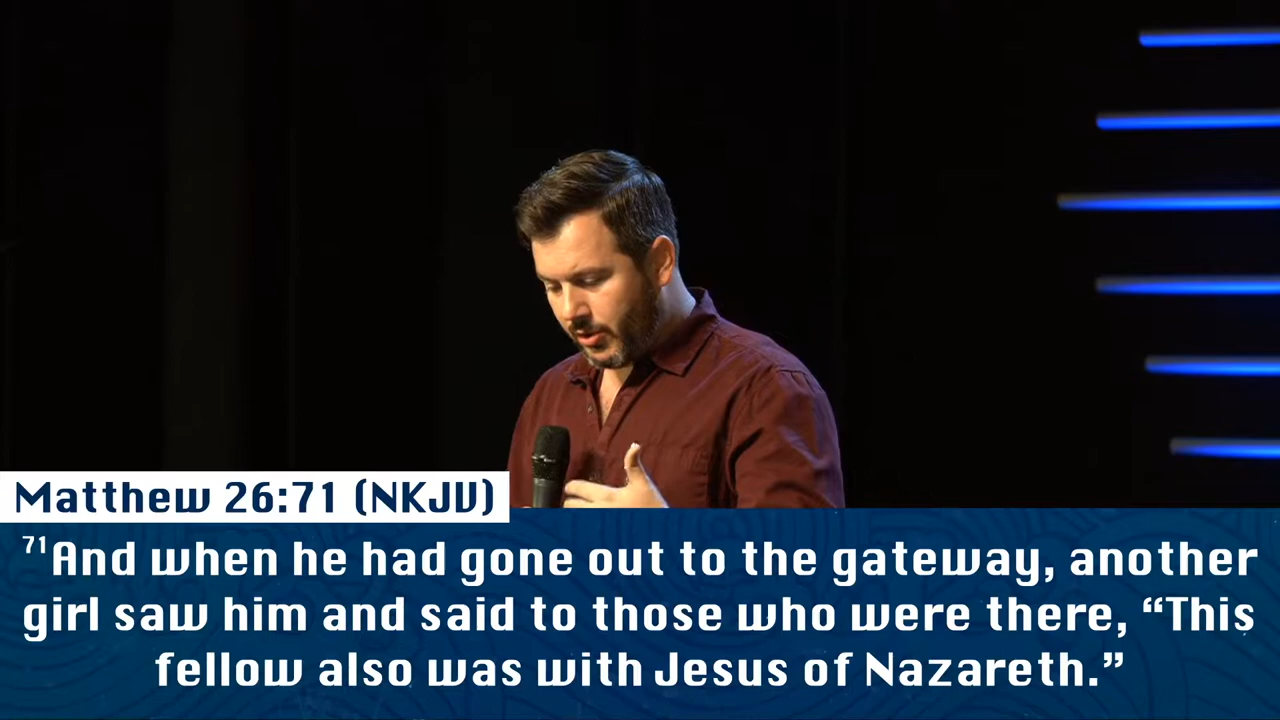 Matthew 26:71 (NKJV)
71And when he had gone out to the gateway, another
girl saw him and said to those who were there, “This
fellow also was with Jesus of Nazareth.”